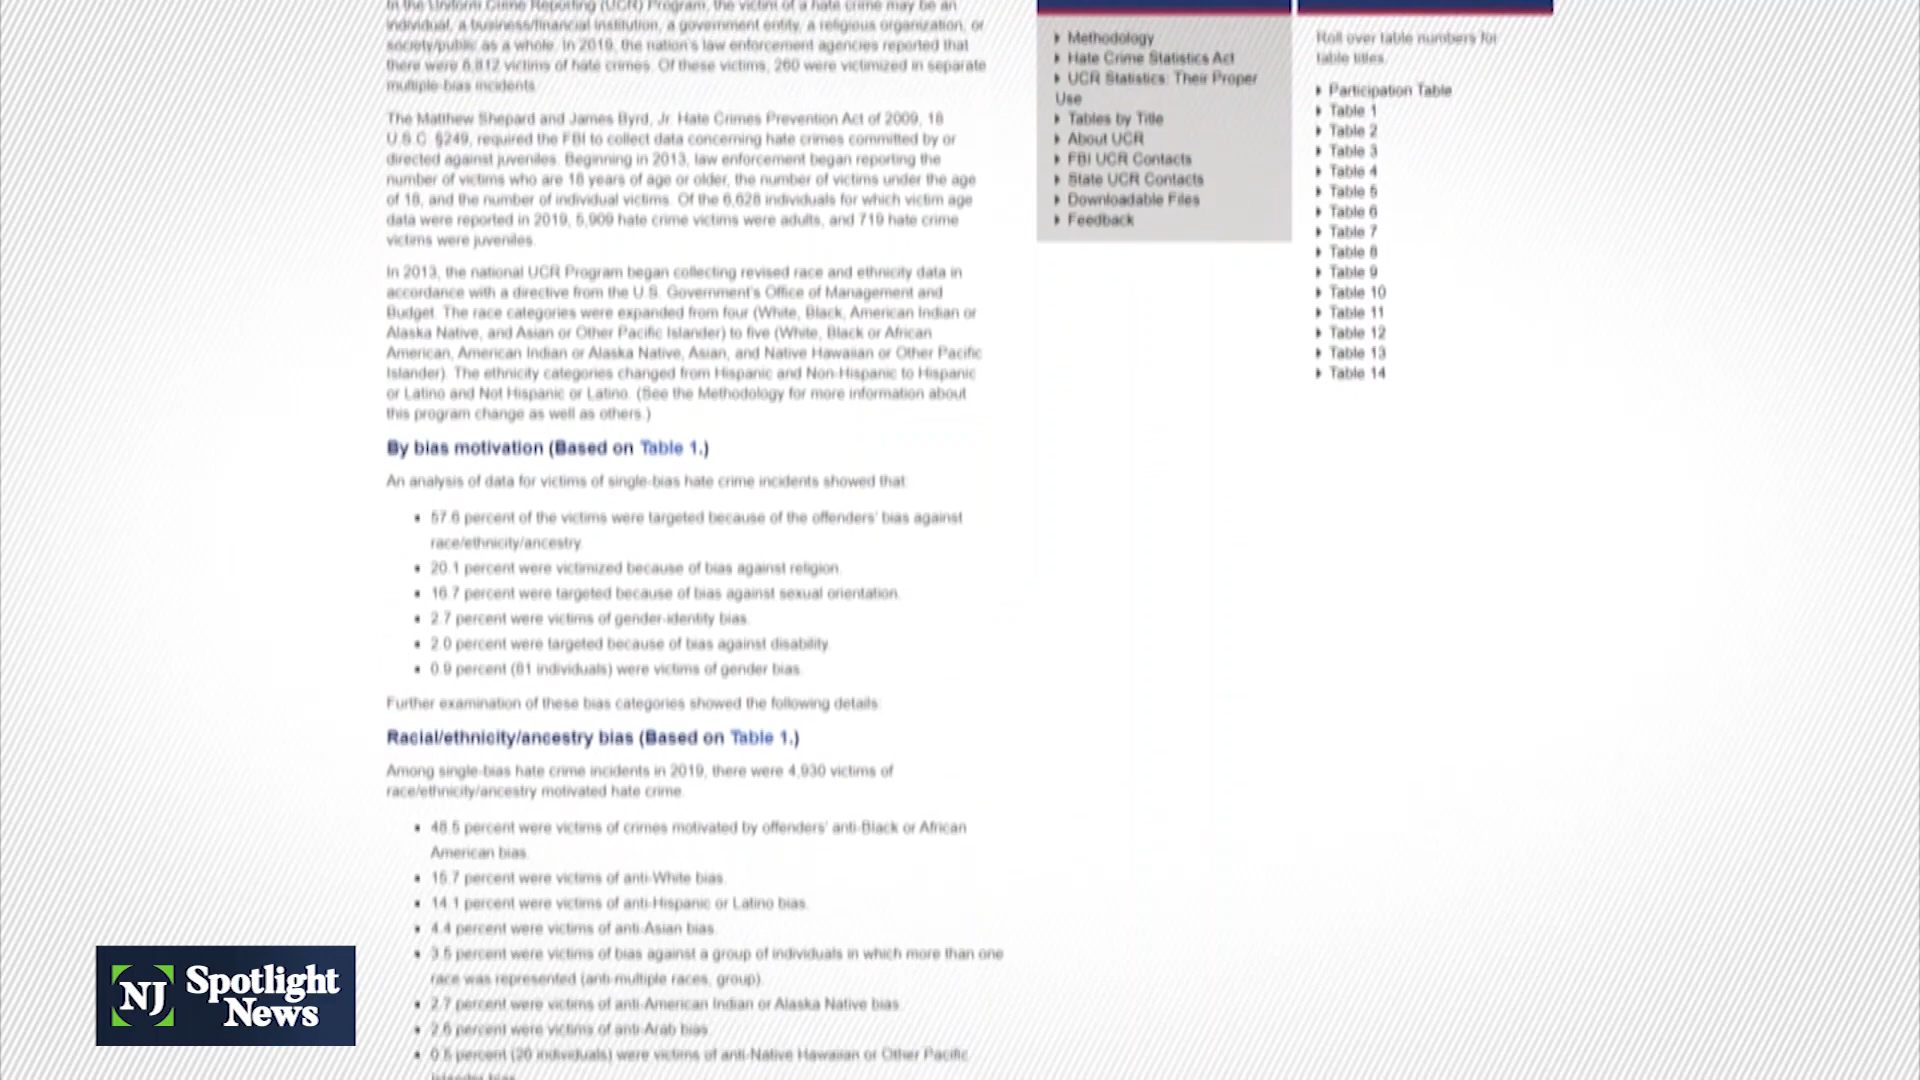 In the Uniform Crime Reporting (UCR) Program, the victim of a hate crime may be an
individual, a business/financial institution, a government entity, a religious organization, or
society/public as a whole. In 2019, the nation's law enforcement agencies reported that
there were 8,812 victims of hate crimes. Of these victims, 260 were victimized in separate
multiple-bias incidents.
The Matthew Shepard and James Byrd, Jr. Hate Crimes Prevention Act of 2009, 18
U.S.C. §249, required the FBI to collect data concerning hate crimes committed by or
directed against juveniles. Beginning in 2013, law enforcement began reporting the
number of victims who are 18 years of age or older, the number of victims under the age
of 18, and the number of individual victims. Of the 6,628 individuals for which victim age
data were reported in 2019, 5,909 hate crime victims were adults, and 719 hate crime
victims were juveniles.
In 2013, the national UCR Program began collecting revised race and ethnicity data in
accordance with a directive from the U.S. Government's Office of Management and
Budget. The race categories were expanded from four (White, Black, American Indian or
Alaska Native, and Asian or Other Pacific Islander) to five (White, Black or African
American, American Indian or Alaska Native, Asian, and Native Hawaiian or Other Pacific
Islander). The ethnicity categories changed from Hispanic and Non-Hispanic to Hispanic
or Latino and Not Hispanic or Latino. (See the Methodology for more information about
this program change as well as others.)
By bias motivation (Based on Table 1.)
An analysis of data for victims of single-bias hate crime incidents showed that:
57.6 percent of the victims were targeted because of the offenders' bias against
race/ethnicity/ancestry.
20.1 percent were victimized because of bias against religion.
16.7 percent were targeted because of bias against sexual orientation.
2.7 percent were victims of gender-identity bias.
2.0 percent were targeted because of bias against disability.
0.9 percent (81 individuals) were victims of gender bias.
Further examination of these bias categories showed the following details:
Racial/ethnicity/ancestry bias (Based on Table 1.)
Among single-bias hate crime incidents in 2019, there were 4,930 victims of
race/ethnicity/ancestry motivated hate crime.
48.5 percent were victims of crimes motivated by offenders' anti-Black or African
American bias.
15.7 percent were victims of anti-White bias.
14.1 percent were victims of anti-Hispanic or Latino bias.
4.4 percent were victims of anti-Asian bias.
3.5 percent were victims of bias against a group of individuals in which more than one
race was represented (anti-multiple races, group).
2.7 percent were victims of anti-American Indian or Alaska Native bias.
2.6 percent were victims of anti-Arab bias.
0.5 percent (26 individuals) were victims of anti-Native Hawaiian or Other Pacific
Islander bias.
Methodology
Hate Crime Statistics Act
UCR Statistics: Their Proper
Use
Tables by Title
About UCR
FBI UCR Contacts
State UCR Contacts
Downloadable Files
Feedback
Roll over table numbers for
table titles.
Participation Table
Table 1
Table 2
Table 3
Table 4
Table 5
Table 6
Table 7
Table 8
Table 9
Table 10
Table 11
Table 12
Table 13
Table 14
NJ Spotlight
News